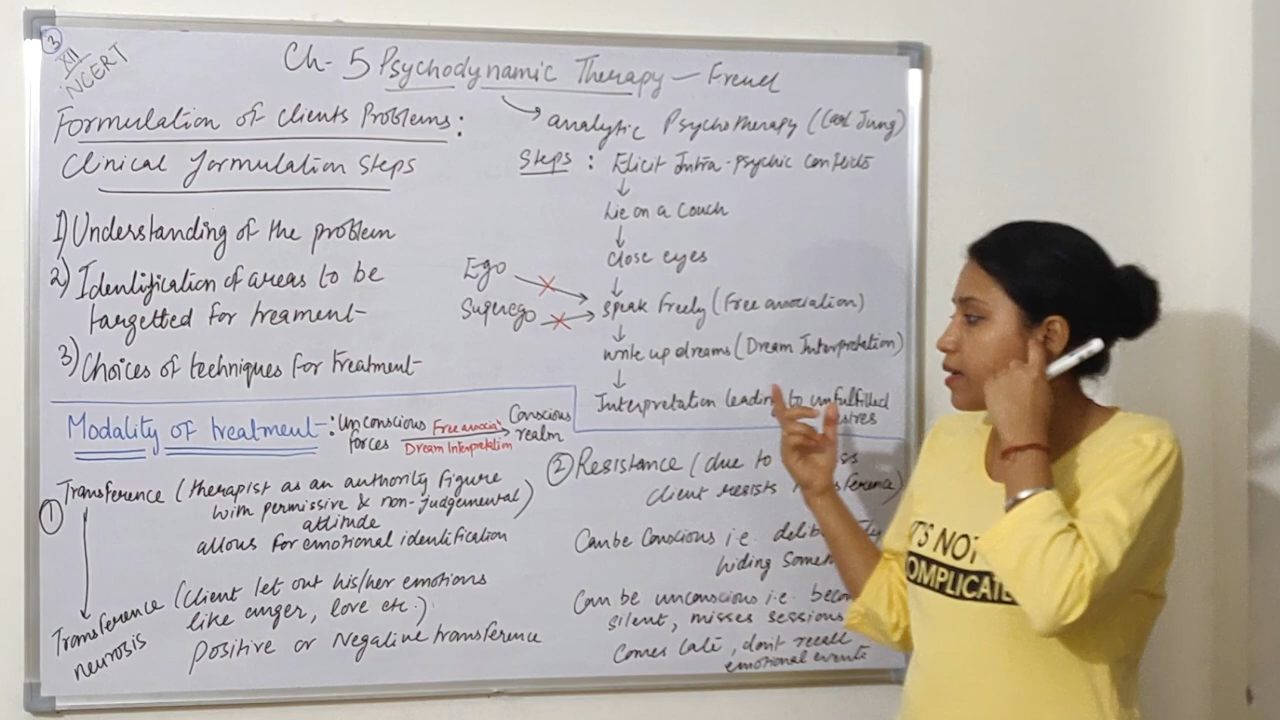 3
XII
NCERT
Ch-5 Psychodynamic Therapy - Freud
analytic Psychotherapy (Carl Jung)
Formulation of clients Problems:
Clinical formulation Steps
1) Understanding of the problem
2) Identification of areas to be
targetted for treament
3) Choices of techniques for treatment
Steps : Elicit Intra-psychic conflicts
Lie on a couch
close eyes
Ego
Superego
speak freely (Free association)
write up dreams (Dream Interpretation)
Interpretation leading to unfulfilled
Modality of treatment:
Unconscious forces
Free associa
Dream Interpretation
Conscious realm
1 Transference (therapist as an authority figure
with permissive & non-judgemental)
attitude
allows for emotional identification
Transference neurosis
(Client let out his/her emotions
like anger, love etc.)
Positive or Negative transference
2 Resistance (due to
client resists
Can be Conscious i.e.
hiding
Can be unconscious i.e.
silent, misses sessions
Comes late, don't recall
emotional events
IT'S NOT
OMPLICATE